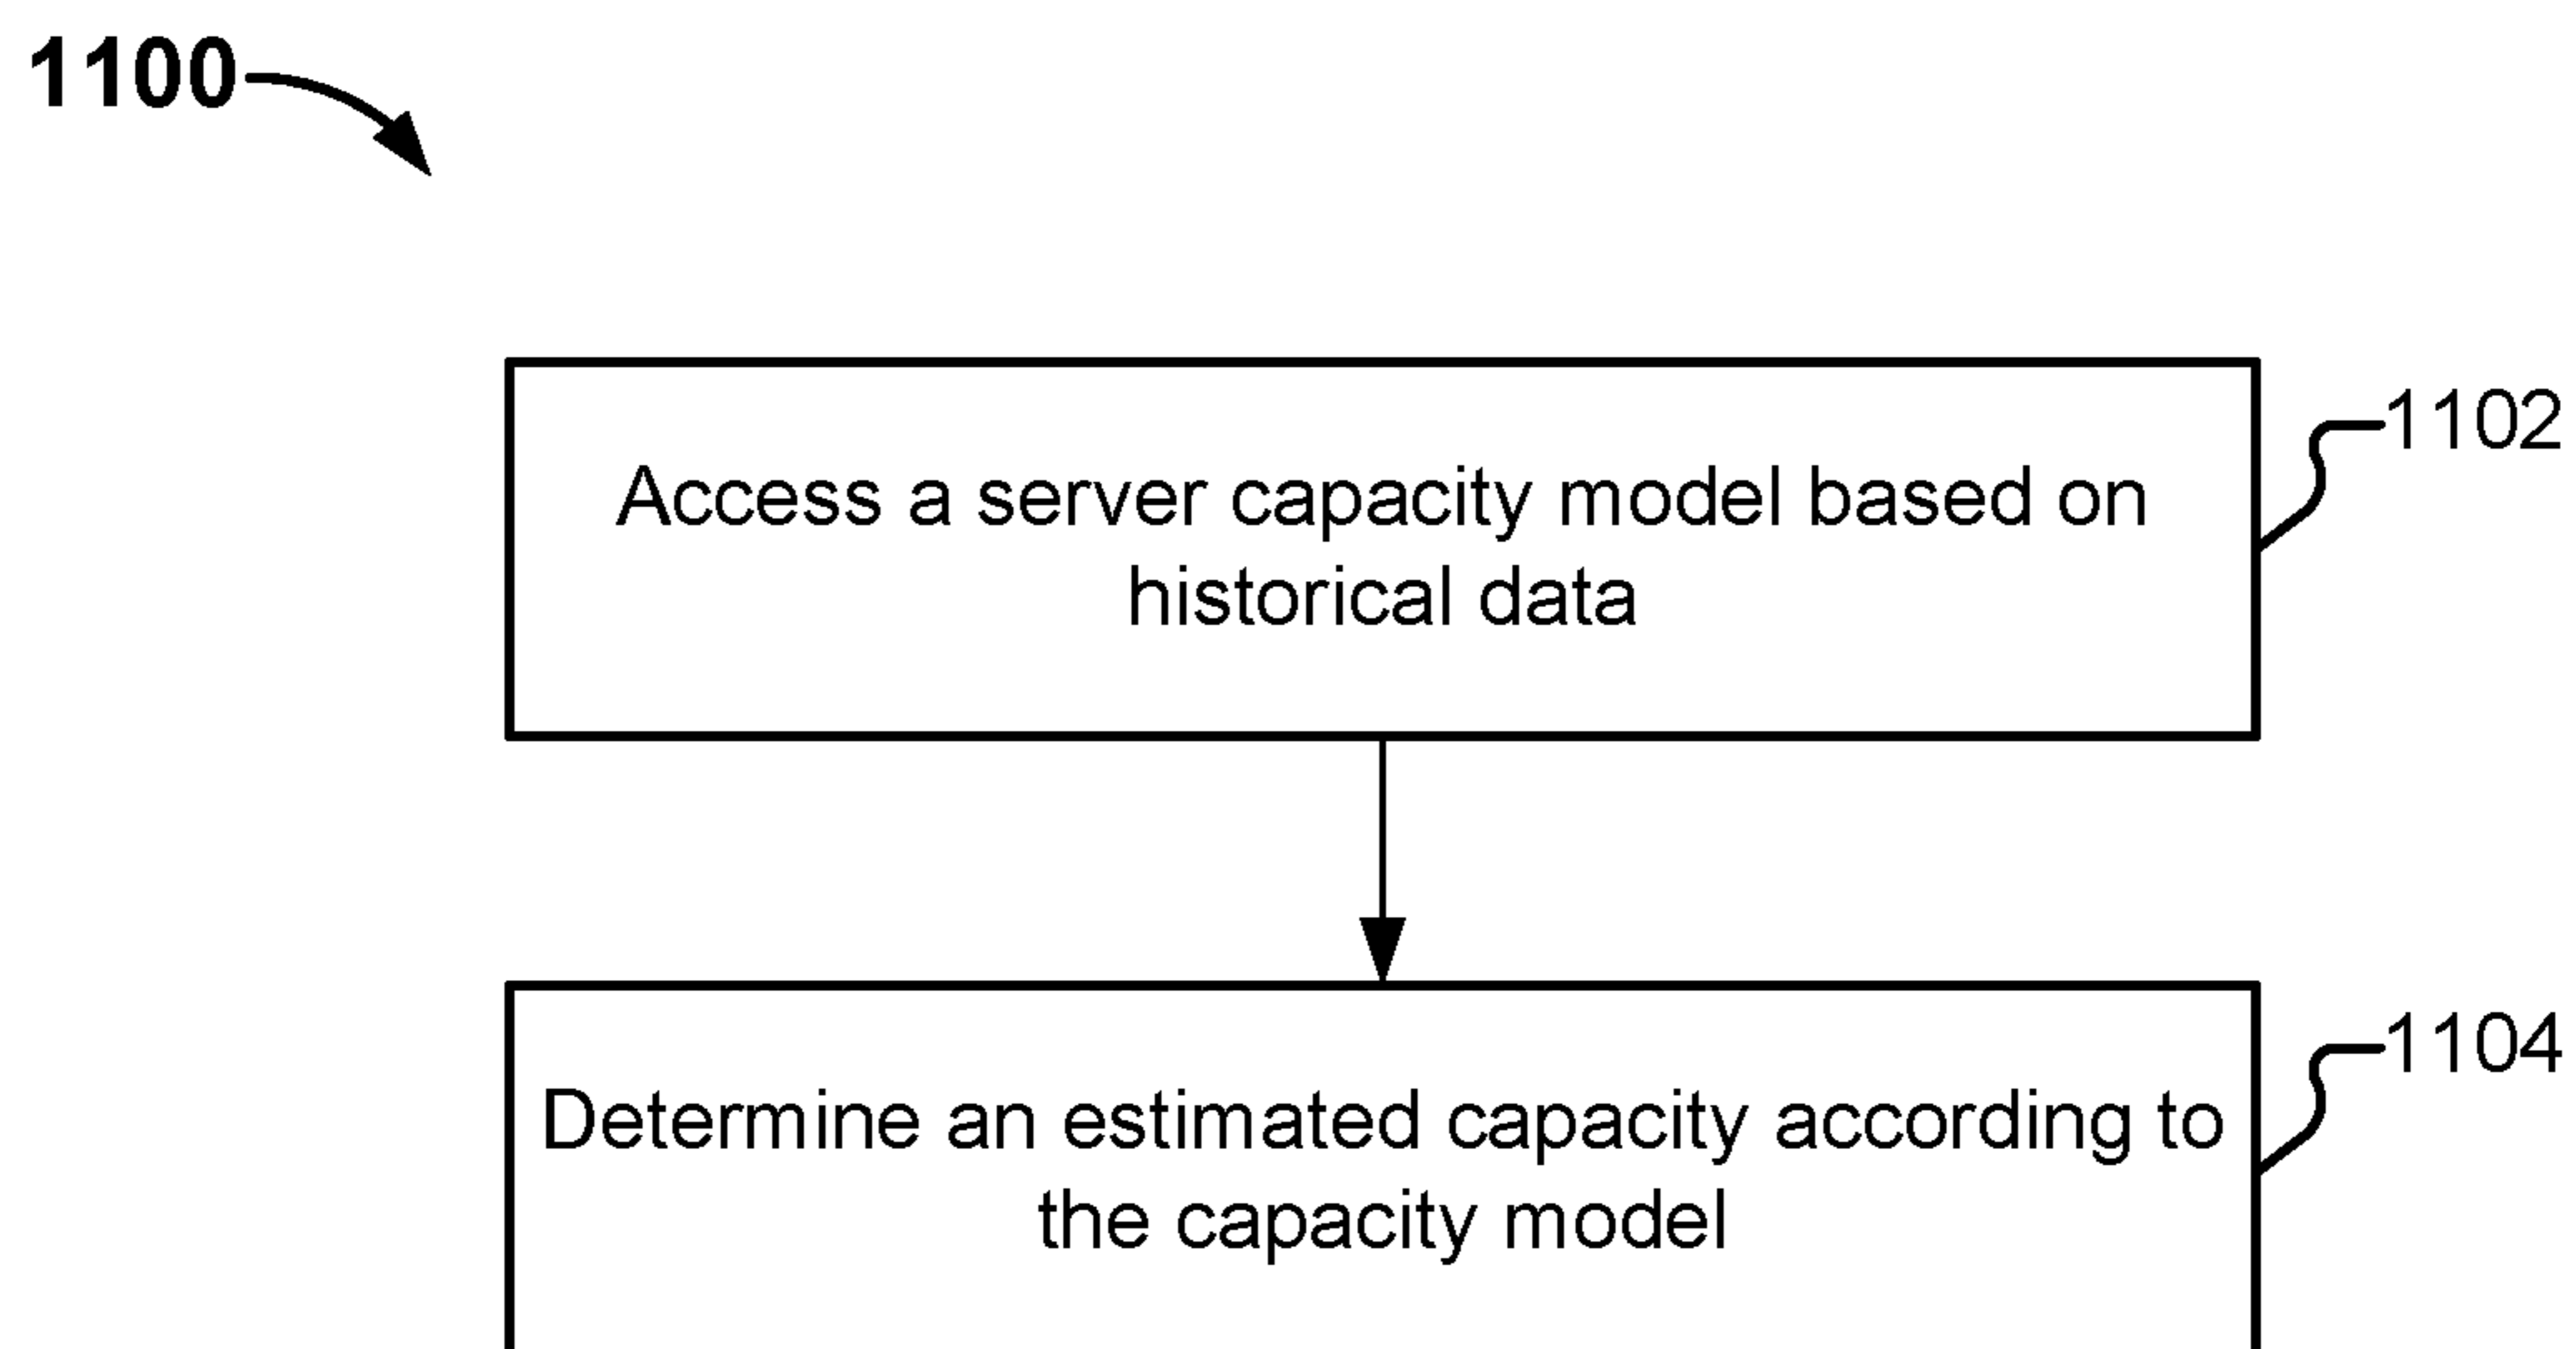 1100
1102
Access a server capacity model based on
historical data
1104
Determine an estimated capacity according to
the capacity model